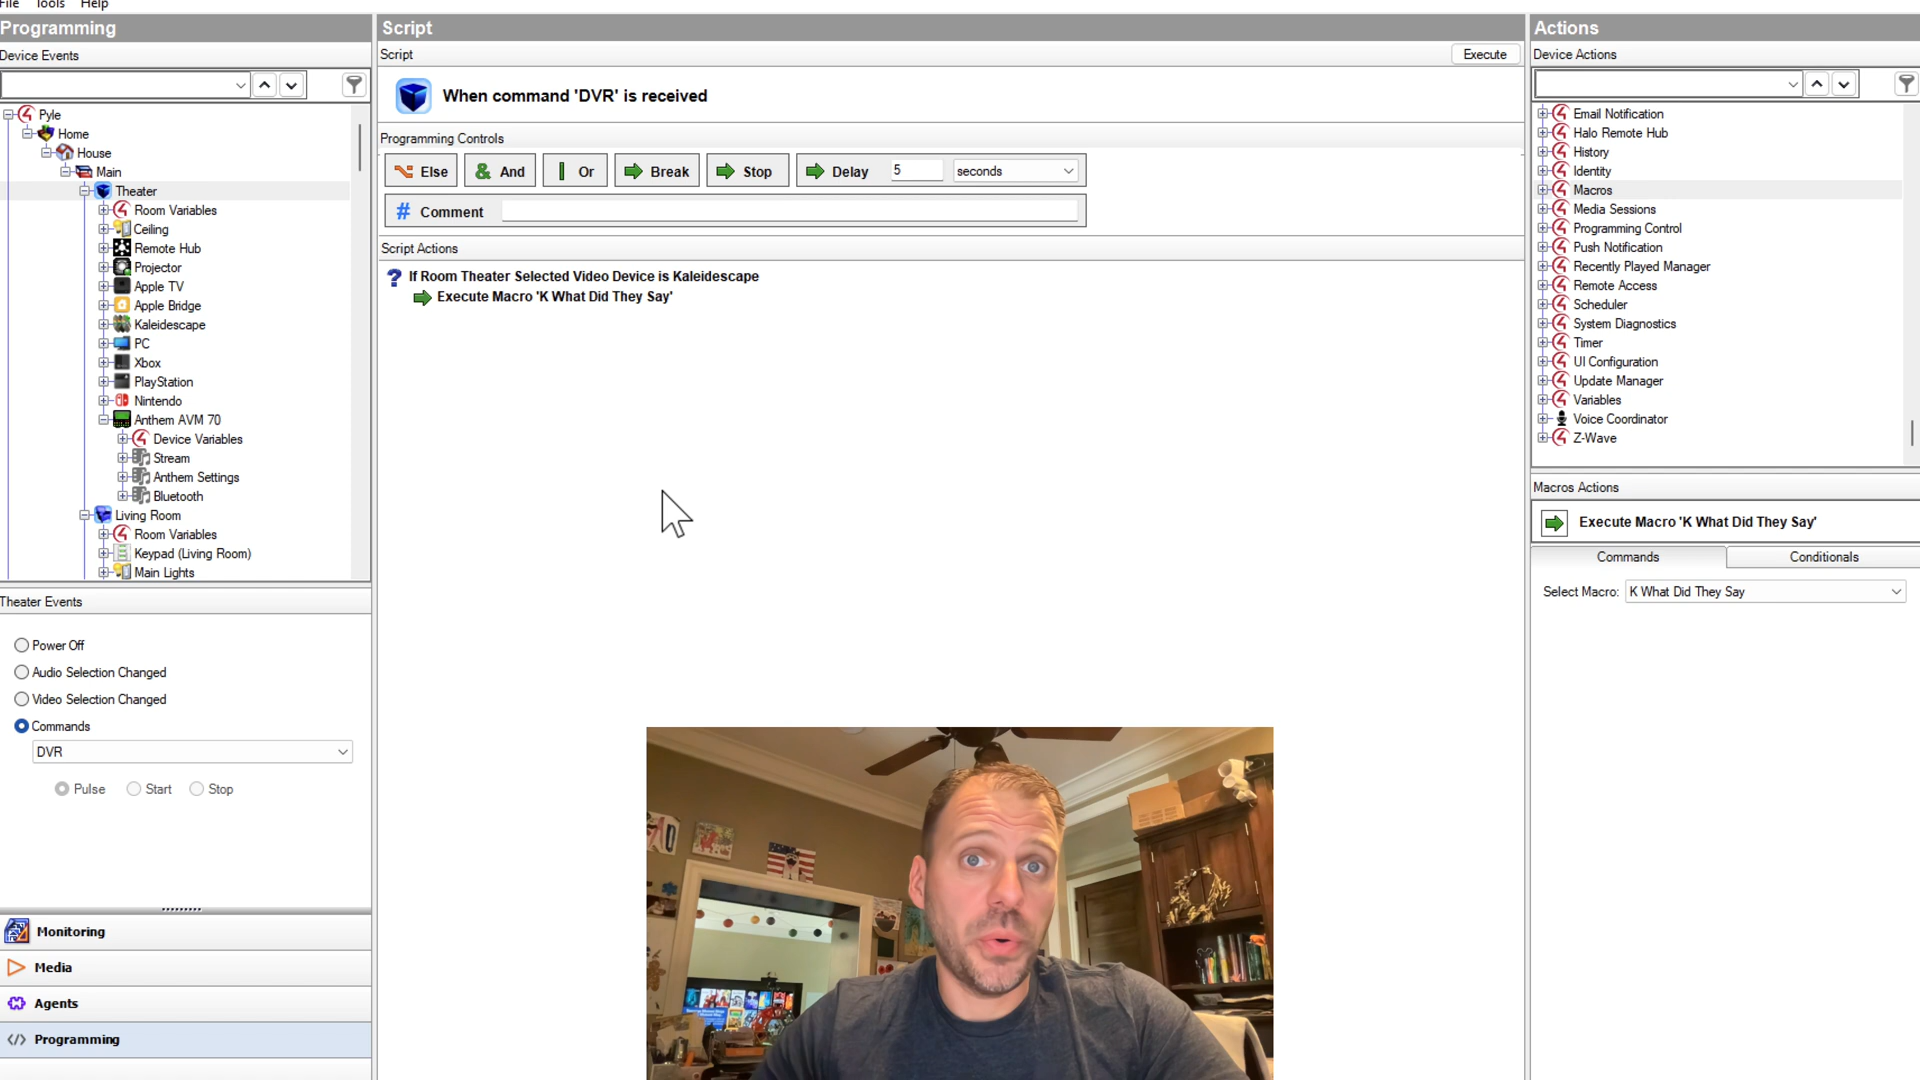 File Tools Help
Programming
Device Events
Pyle
Home
House
Main
Theater
Room Variables
Ceiling
Remote Hub
Projector
Apple TV
Apple Bridge
Kaleidescape
PC
Xbox
PlayStation
Nintendo
Anthem AVM 70
Device Variables
Stream
Anthem Settings
Bluetooth
Living Room
Room Variables
Keypad (Living Room)
Main Lights
Theater Events
Power Off
Audio Selection Changed
Video Selection Changed
Commands
DVR
Pulse Start Stop
Monitoring
Media
Agents
Programming
Script
Script
Execute
When command 'DVR' is received
Programming Controls
Else And Or Break Stop Delay 5 seconds
# Comment
Script Actions
? If Room Theater Selected Video Device is Kaleidescape
Execute Macro 'K What Did They Say'
Actions
Device Actions
Email Notification
Halo Remote Hub
History
Identity
Macros
Media Sessions
Programming Control
Push Notification
Recently Played Manager
Remote Access
Scheduler
System Diagnostics
Timer
UI Configuration
Update Manager
Variables
Voice Coordinator
Z-Wave
Macros Actions
Execute Macro 'K What Did They Say'
Commands Conditionals
Select Macro: K What Did They Say